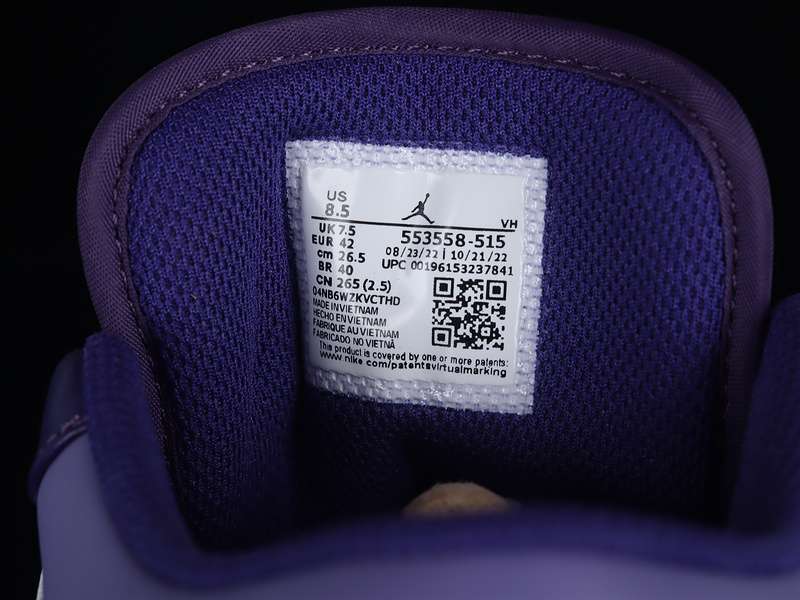 US
8.5
VH
UK 7.5
EUR 42
cm 26.5
BR 40
CN 265 (2.5)
553558-515
08/23/22 | 10/21/22
UPC 00196153237841
04NB6WZKVCTHD
MADE IN VIETNAM
HECHO EN VIETNAM
FABRIQUE AU VIETNAM
FABRICADO NO VIETNÃ
This product is covered by one or more patents:
www.nike.com/patentsvirtualmarking